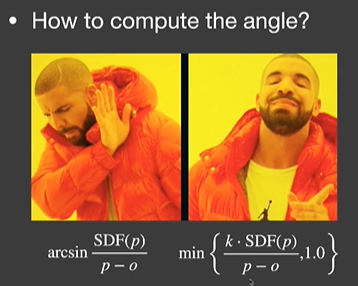 • How to compute the angle?
arcsin SDF(p) / p − o    min { k · SDF(p) / p − o , 1.0 }